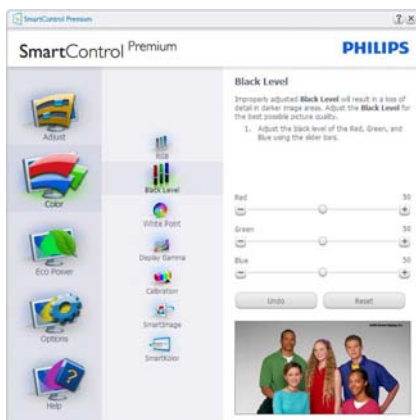 SmartControl Premium
SmartControl Premium
PHILIPS
Adjust
Color
Eco Power
Options
Help
RGB
Black Level
White Point
Display Gamma
Calibration
SmartImage
SmartKolor
Black Level
Improperly adjusted Black Level will result in a loss of
detail in darker image areas. Adjust the Black Level for
the best possible picture quality.
1. Adjust the black level of the Red, Green, and
Blue using the slider bars.
Red 50
Green 50
Blue 50
Undo Reset